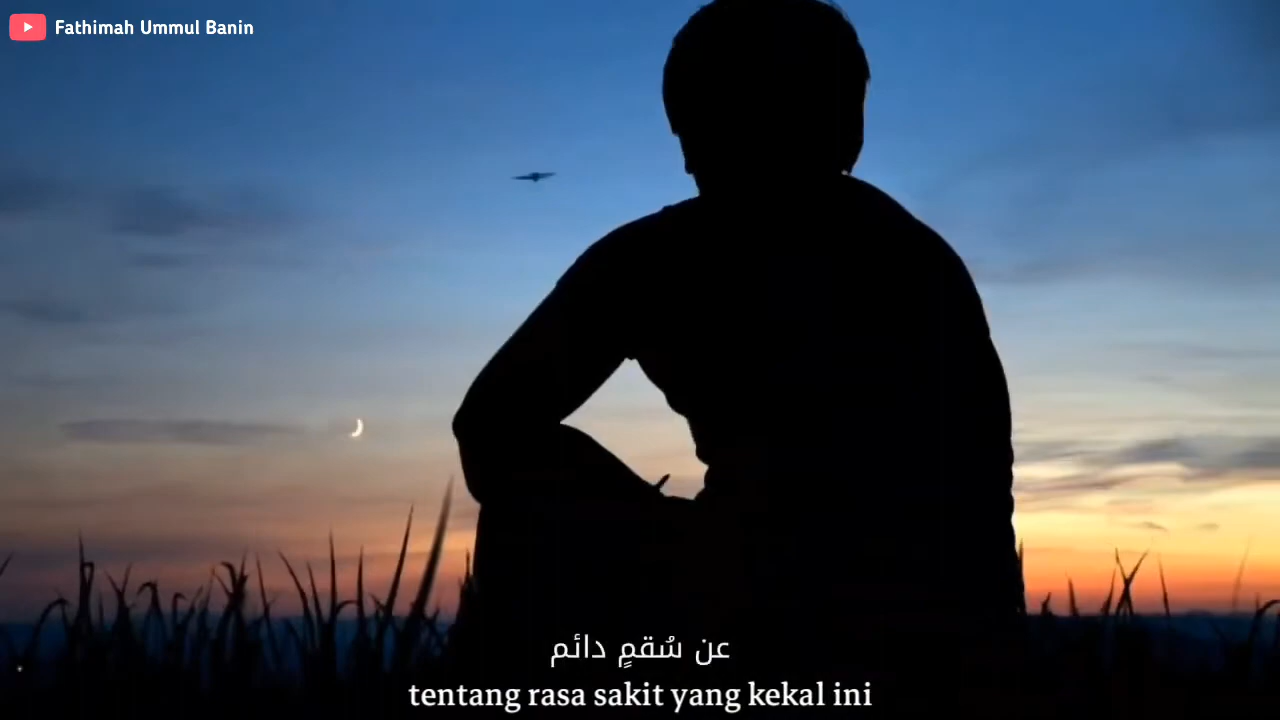 Fathimah Ummul Banin
عن سُقمٍ دائم
tentang rasa sakit yang kekal ini